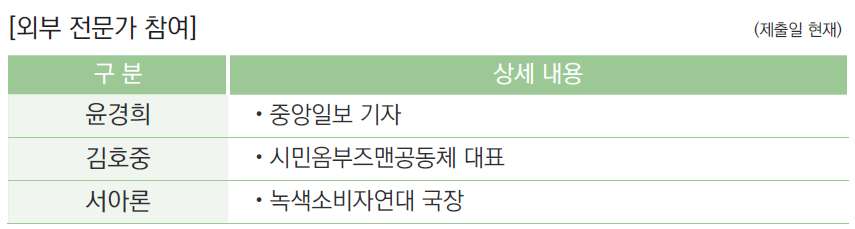 [외부 전문가 참여]
(제출일 현재)
구 분 상세 내용
윤경희 • 중앙일보 기자
김호중 • 시민옴부즈맨공동체 대표
서아론 • 녹색소비자연대 국장